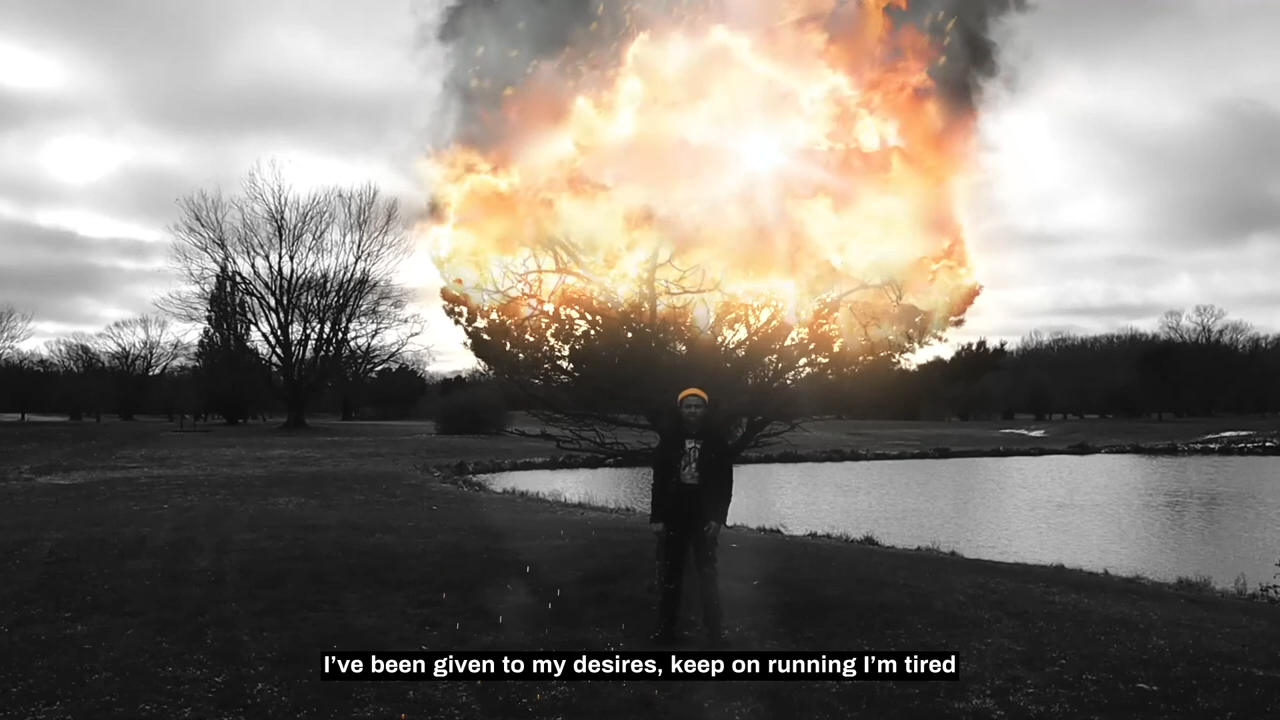 I’ve been given to my desires, keep on running I’m tired